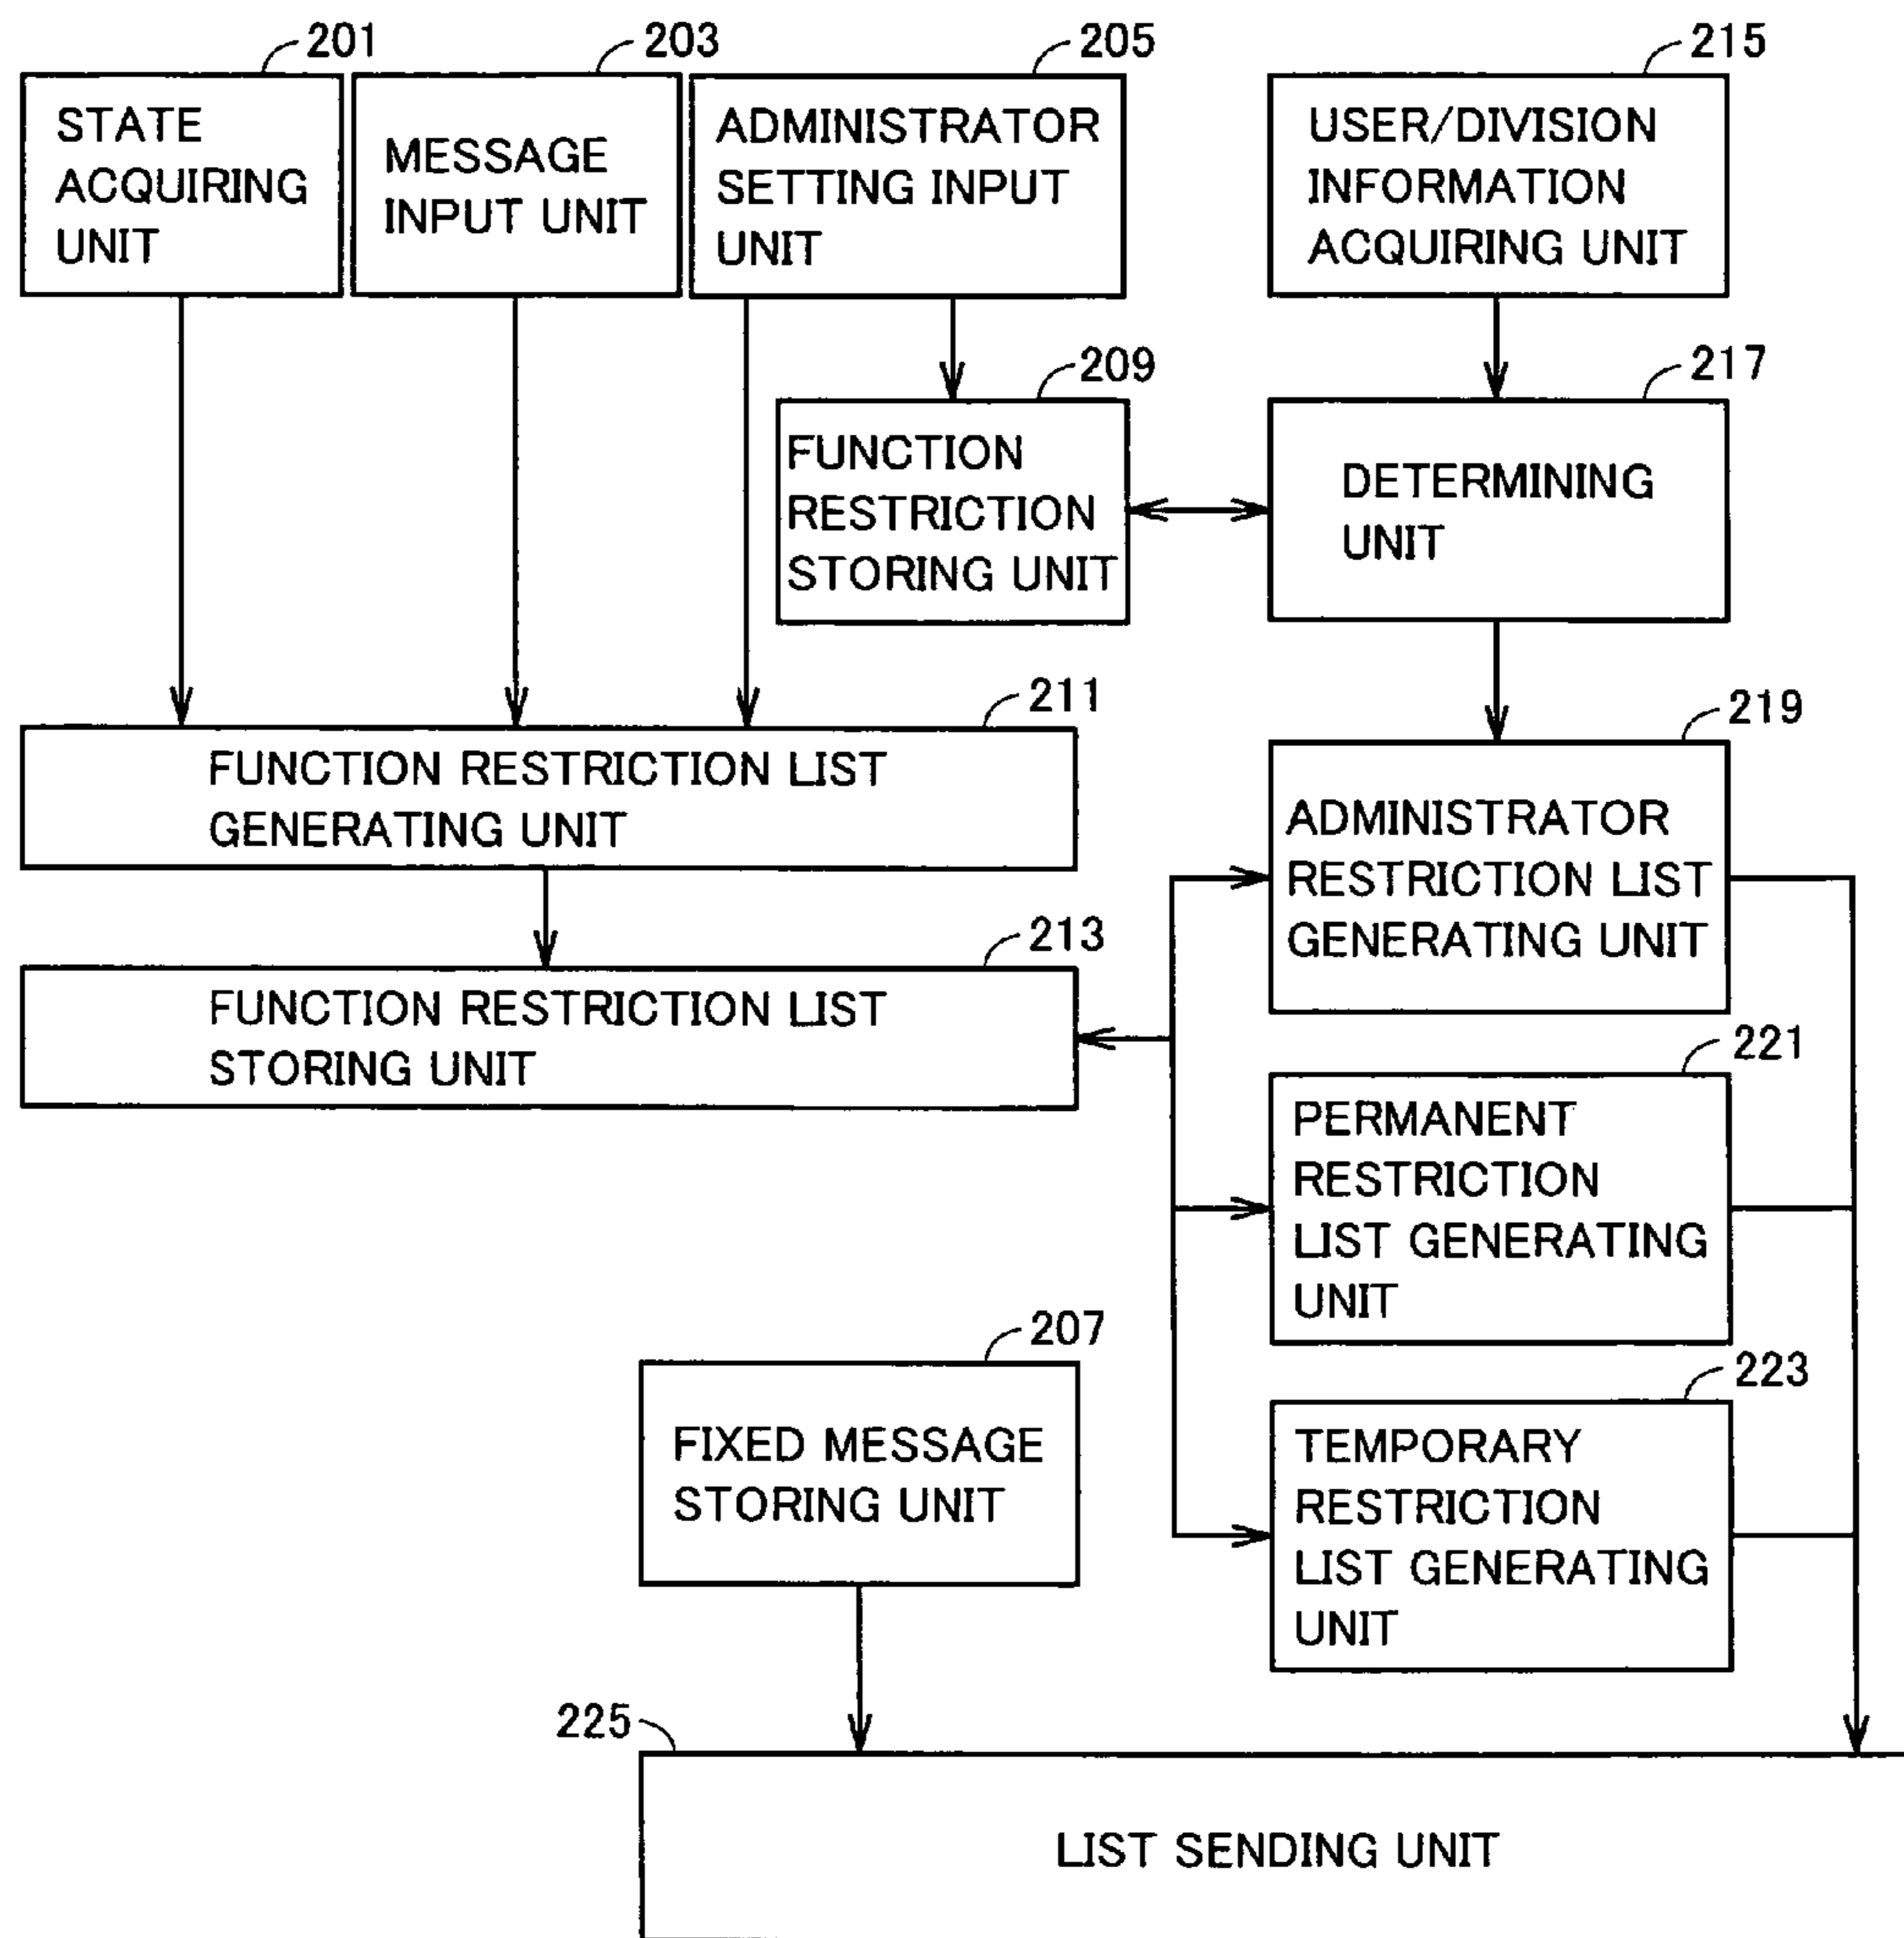 201
203
205
215
STATE
ACQUIRING
UNIT
MESSAGE
INPUT UNIT
ADMINISTRATOR
SETTING INPUT
UNIT
USER/DIVISION
INFORMATION
ACQUIRING UNIT
209
217
FUNCTION
RESTRICTION
STORING UNIT
DETERMINING
UNIT
211
219
FUNCTION RESTRICTION LIST
GENERATING UNIT
ADMINISTRATOR
RESTRICTION LIST
GENERATING UNIT
213
FUNCTION RESTRICTION LIST
STORING UNIT
221
PERMANENT
RESTRICTION
LIST GENERATING
UNIT
207
FIXED MESSAGE
STORING UNIT
223
TEMPORARY
RESTRICTION
LIST GENERATING
UNIT
225
LIST SENDING UNIT